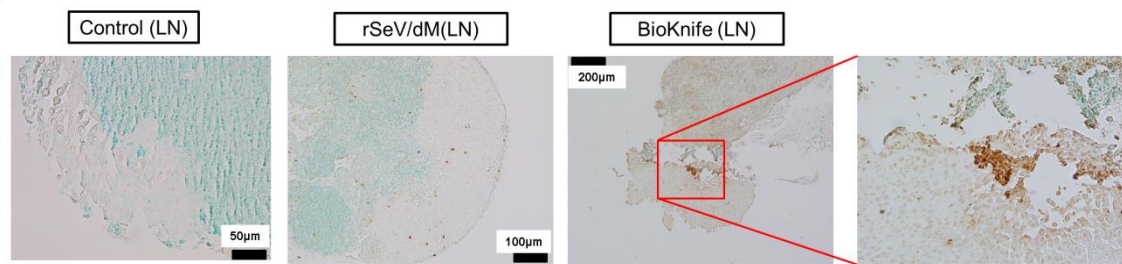 Control (LN)
rSeV/dM(LN)
BioKnife (LN)
50μm
100μm
200μm